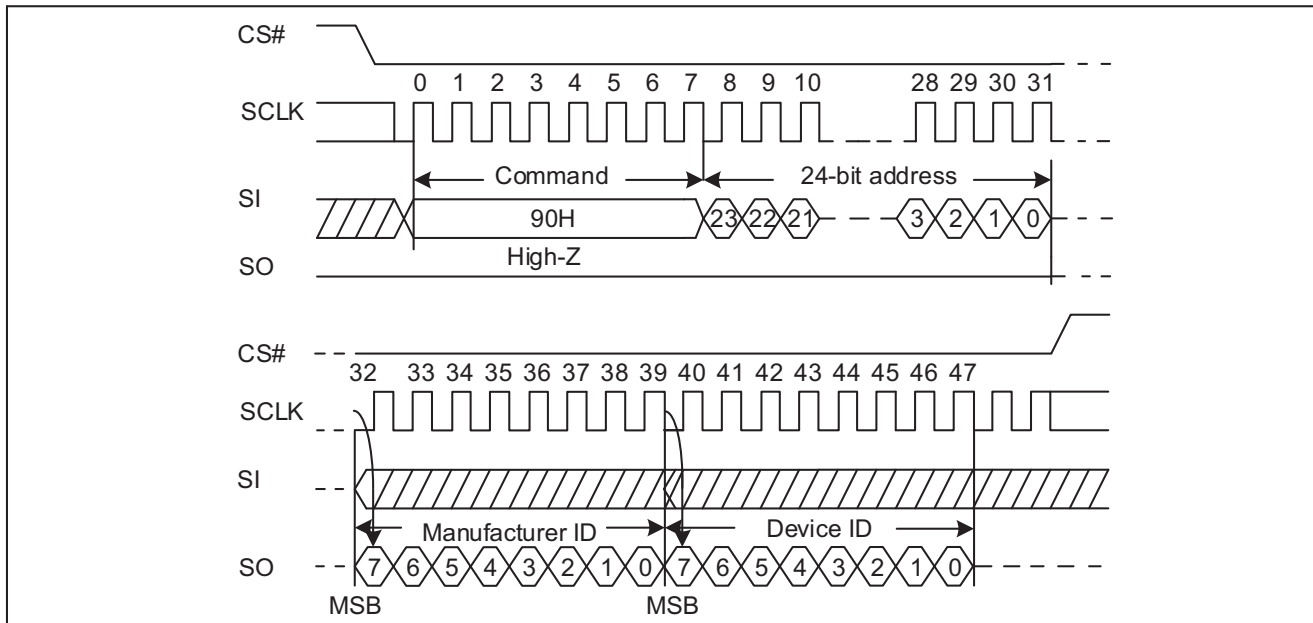 CS#
0 1 2 3 4 5 6 7 8 9 10 28 29 30 31
SCLK
Command 24-bit address
SI
90H 23 22 21 3 2 1 0
High-Z
SO
CS#
32 33 34 35 36 37 38 39 40 41 42 43 44 45 46 47
SCLK
SI
Manufacturer ID Device ID
SO 7 6 5 4 3 2 1 0 7 6 5 4 3 2 1 0
MSB MSB